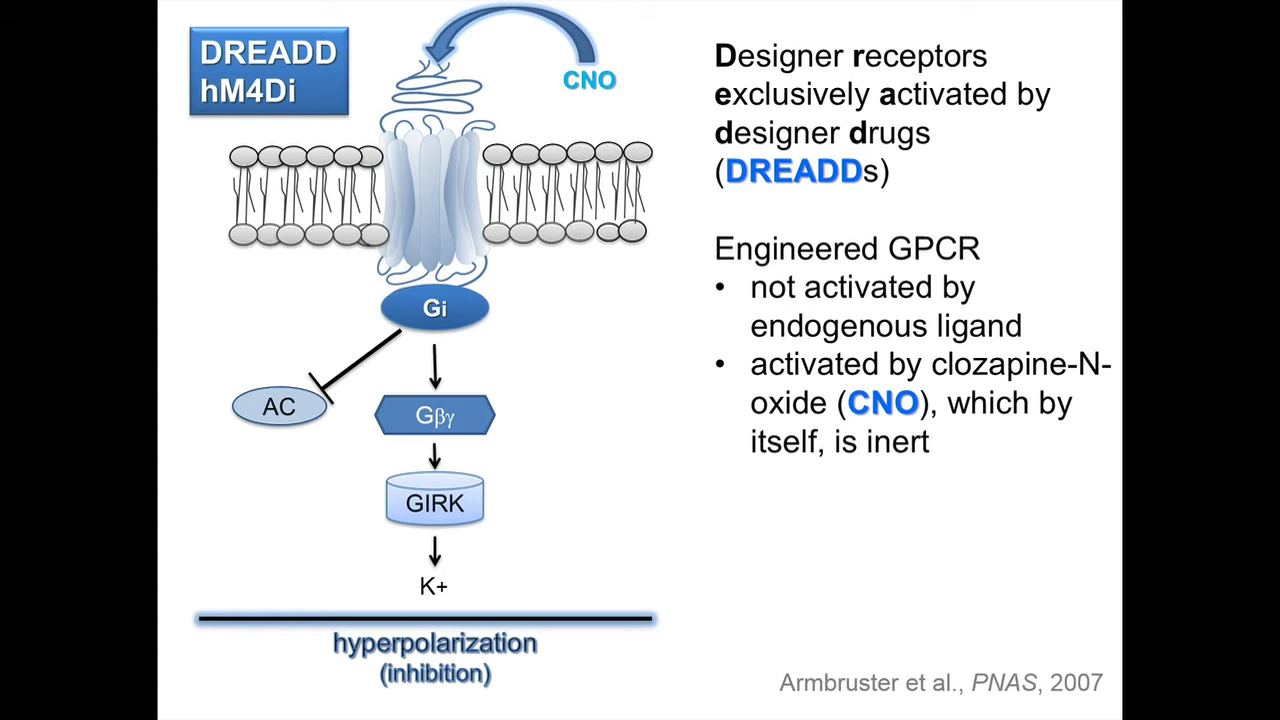 DREADD
hM4Di
CNO
Gi
AC
Gβγ
GIRK
K+
hyperpolarization
(inhibition)
Designer receptors
exclusively activated by
designer drugs
(DREADDs)
Engineered GPCR
• not activated by
endogenous ligand
• activated by clozapine-N-
oxide (CNO), which by
itself, is inert
Armbruster et al., PNAS, 2007